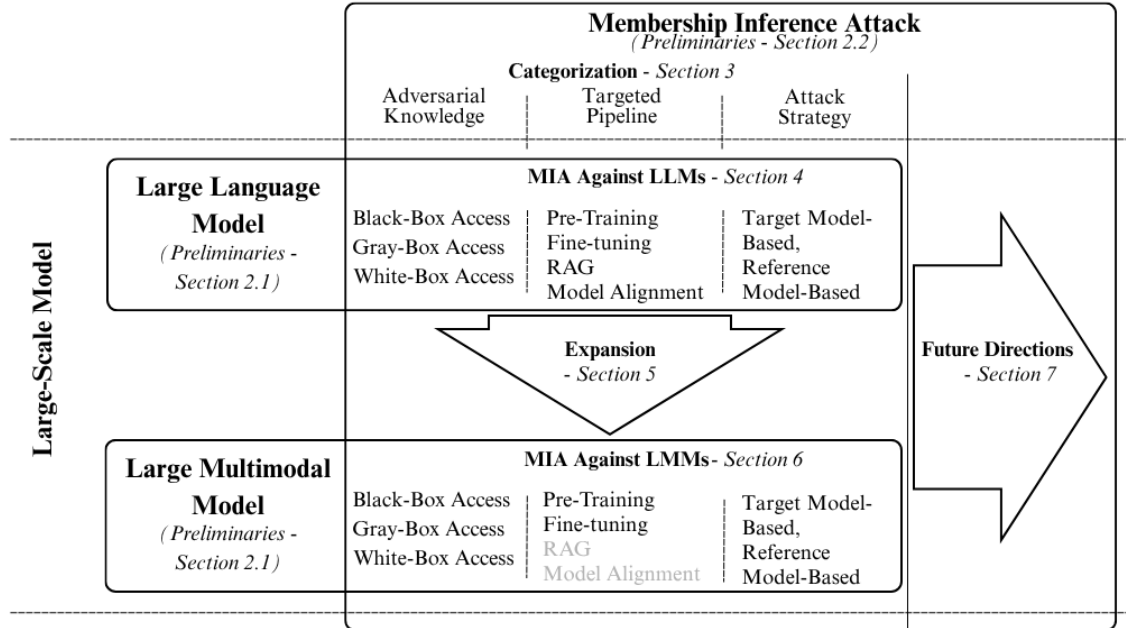 Membership Inference Attack
(Preliminaries - Section 2.2)
Categorization - Section 3
Adversarial
Knowledge
Targeted
Pipeline
Attack
Strategy
Large-Scale Model
Large Language
Model
(Preliminaries -
Section 2.1)
MIA Against LLMs - Section 4
Black-Box Access
Gray-Box Access
White-Box Access
Pre-Training
Fine-tuning
RAG
Model Alignment
Target Model-
Based,
Reference
Model-Based
Expansion
- Section 5
Future Directions
- Section 7
Large Multimodal
Model
(Preliminaries -
Section 2.1)
MIA Against LMMs- Section 6
Black-Box Access
Gray-Box Access
White-Box Access
Pre-Training
Fine-tuning
RAG
Model Alignment
Target Model-
Based,
Reference
Model-Based